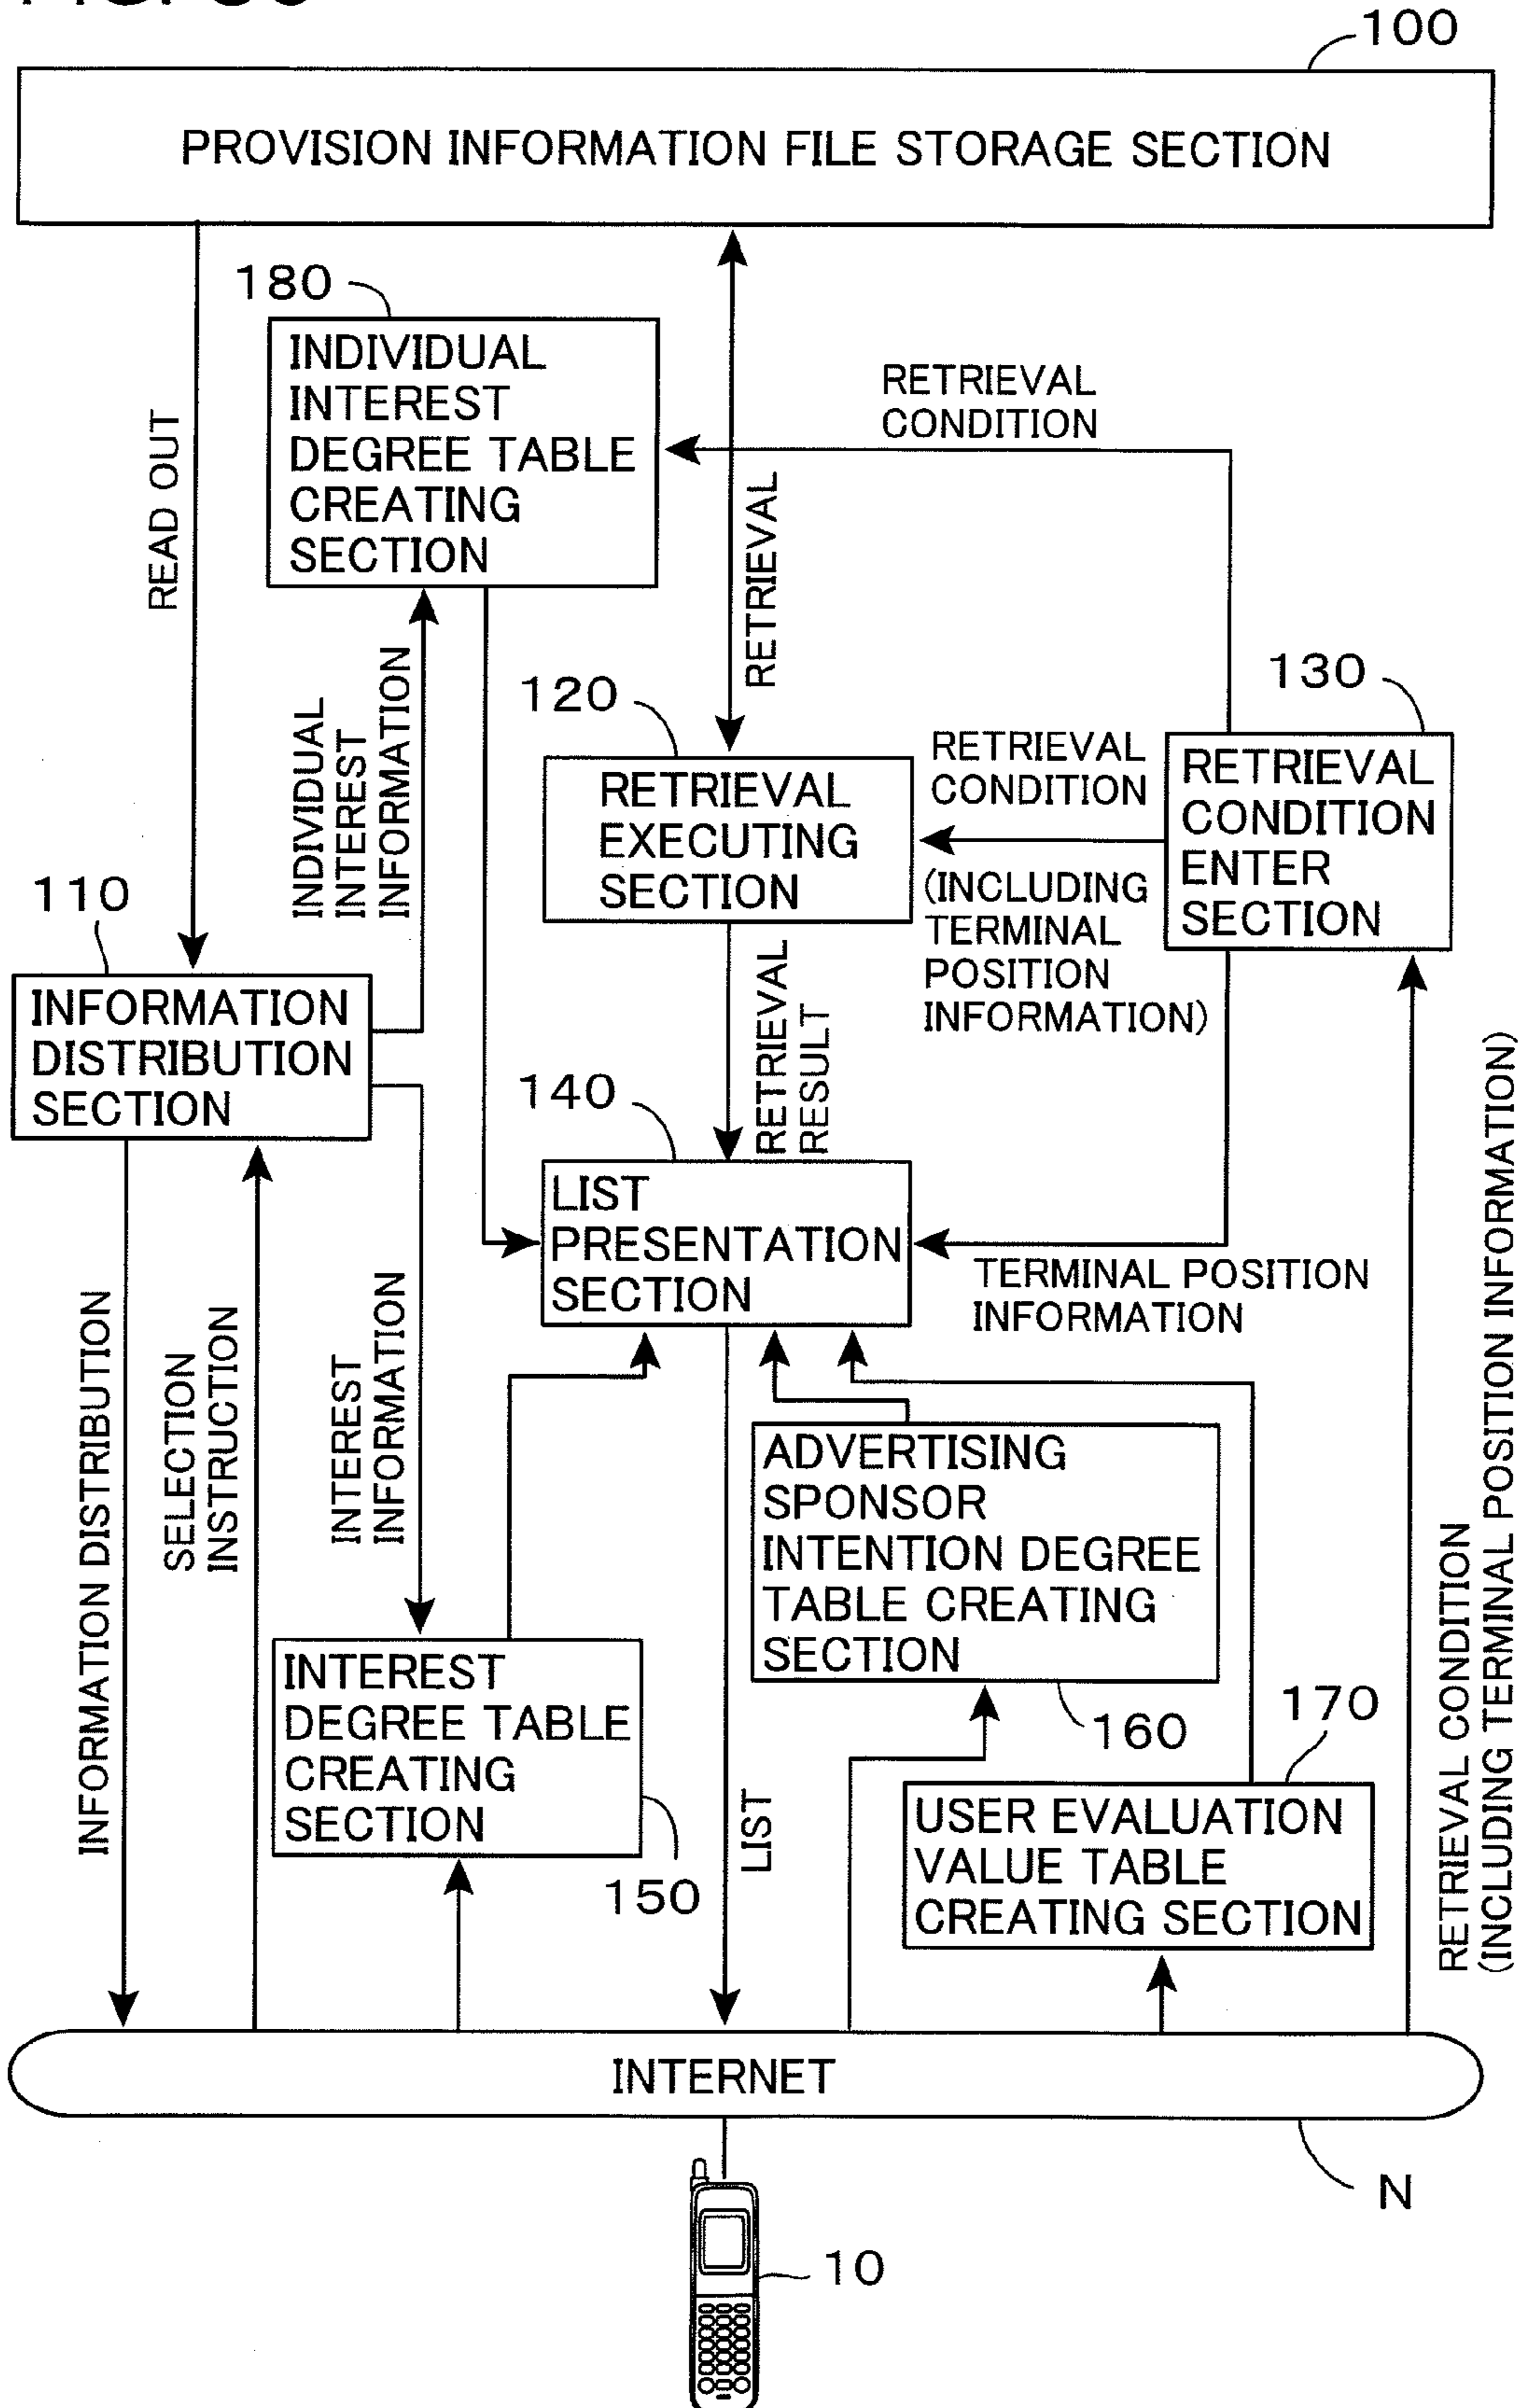 100
PROVISION INFORMATION FILE STORAGE SECTION
180
INDIVIDUAL
INTEREST
DEGREE TABLE
CREATING
SECTION
RETRIEVAL
CONDITION
READ OUT
RETRIEVAL
INDIVIDUAL
INTEREST
INFORMATION
120
RETRIEVAL
EXECUTING
SECTION
RETRIEVAL
CONDITION
(INCLUDING
TERMINAL
POSITION
INFORMATION)
130
RETRIEVAL
CONDITION
ENTER
SECTION
110
INFORMATION
DISTRIBUTION
SECTION
RETRIEVAL
RESULT
140
LIST
PRESENTATION
SECTION
TERMINAL POSITION
INFORMATION
INFORMATION DISTRIBUTION
SELECTION
INSTRUCTION
INTEREST
INFORMATION
ADVERTISING
SPONSOR
INTENTION DEGREE
TABLE CREATING
SECTION
160
INTEREST
DEGREE TABLE
CREATING
SECTION
150
LIST
170
USER EVALUATION
VALUE TABLE
CREATING SECTION
RETRIEVAL CONDITION
(INCLUDING TERMINAL POSITION INFORMATION)
INTERNET
N
10